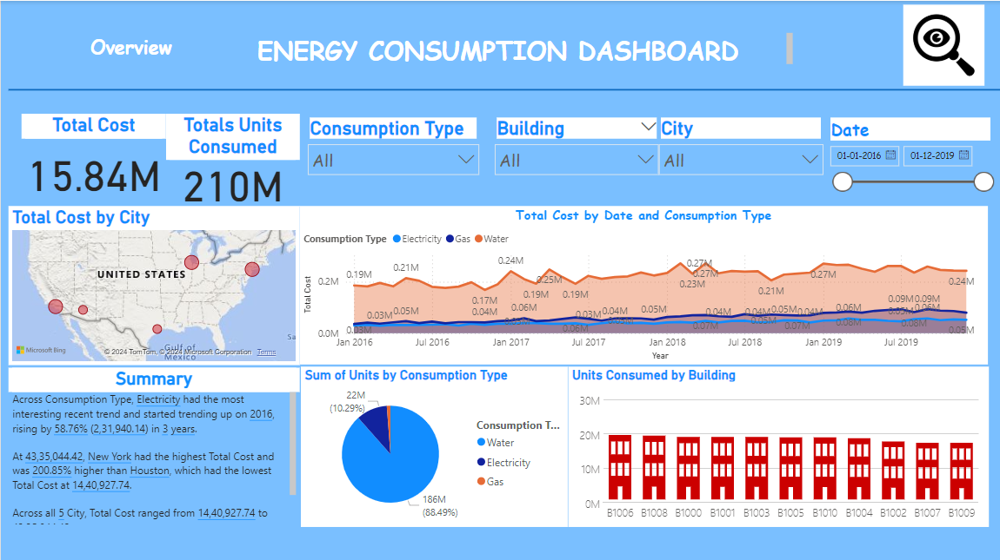 Overview
ENERGY CONSUMPTION DASHBOARD
Total Cost
15.84M
Totals Units
Consumed
210M
Consumption Type
All
Building
All
City
All
Date
01-01-2016
01-12-2019
Total Cost by City
UNITED STATES
Gulf of
Mexico
Sa
Microsoft Bing
© 2024 TomTom, © 2024 Microsoft Corporation Terms
Total Cost by Date and Consumption Type
Consumption Type Electricity Gas Water
Total Cost
0.2M
0.0M
0.19M
0.21M
0.24M
0.25M
0.27M
0.27M
0.23M
0.21M
0.27M
0.24M
0.17M
0.19M
0.19M
0.03M
0.05M
0.04M
0.06M
0.03M
0.04M
0.05M
0.04M
0.04M
0.05M
0.04M
0.06M
0.09M
0.09M
0.03M
0.06M
0.07M
0.07M
0.08M
0.08M
0.05M
Jan 2016
Jul 2016
Jan 2017
Jul 2017
Jan 2018
Jul 2018
Jan 2019
Jul 2019
Year
Summary
Across Consumption Type, Electricity had the most
interesting recent trend and started trending up on 2016,
rising by 58.76% (2,31,940.14) in 3 years.
At 43,35,044.42, New York had the highest Total Cost and
was 200.85% higher than Houston, which had the lowest
Total Cost at 14,40,927.74.
Across all 5 City, Total Cost ranged from 14,40,927.74 to
Sum of Units by Consumption Type
22M
(10.29%)
186M
(88.49%)
Consumption T...
Water
Electricity
Gas
Units Consumed by Building
30M
20M
10M
0M
B1006
B1008
B1000
B1001
B1003
B1005
B1010
B1004
B1002
B1007
B1009